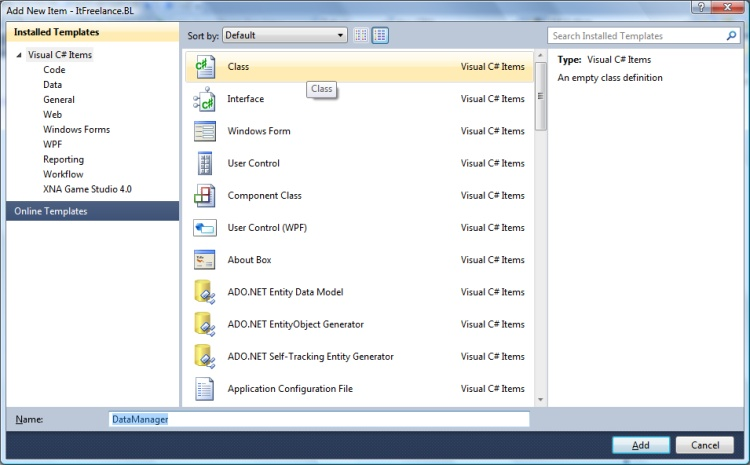 Add New Item - ItFreelance.BL
Installed Templates
Visual C# Items
Code
Data
General
Web
Windows Forms
WPF
Reporting
Workflow
XNA Game Studio 4.0
Online Templates
Sort by: Default
Class Visual C# Items
Class
Interface Visual C# Items
Windows Form Visual C# Items
User Control Visual C# Items
Component Class Visual C# Items
User Control (WPF) Visual C# Items
About Box Visual C# Items
ADO.NET Entity Data Model Visual C# Items
ADO.NET EntityObject Generator Visual C# Items
ADO.NET Self-Tracking Entity Generator Visual C# Items
Application Configuration File Visual C# Items
Search Installed Templates
Type: Visual C# Items
An empty class definition
Name: DataManager
Add Cancel